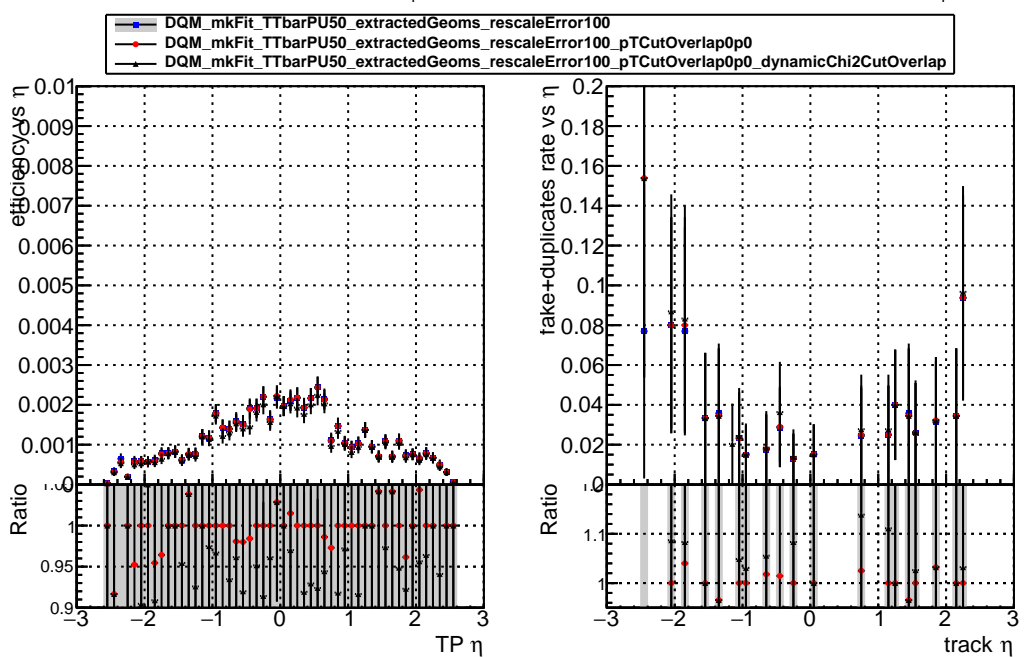 DQM_mkFit_TTbarPU50_extractedGeoms_rescaleError100
DQM_mkFit_TTbarPU50_extractedGeoms_rescaleError100_pTCutOverlap0p0
DQM_mkFit_TTbarPU50_extractedGeoms_rescaleError100_pTCutOverlap0p0_dynamicChi2CutOverlap
efficiency vs η
0.01
0.009
0.008
0.007
0.006
0.005
0.004
0.003
0.002
0.001
0
Ratio
1
0.95
0.9
−3 −2 −1 0 1 2 3
TP η
fake+duplicates rate vs η
0.2
0.18
0.16
0.14
0.12
0.1
0.08
0.06
0.04
0.02
0
Ratio
1.1
1
−3 −2 −1 0 1 2 3
track η